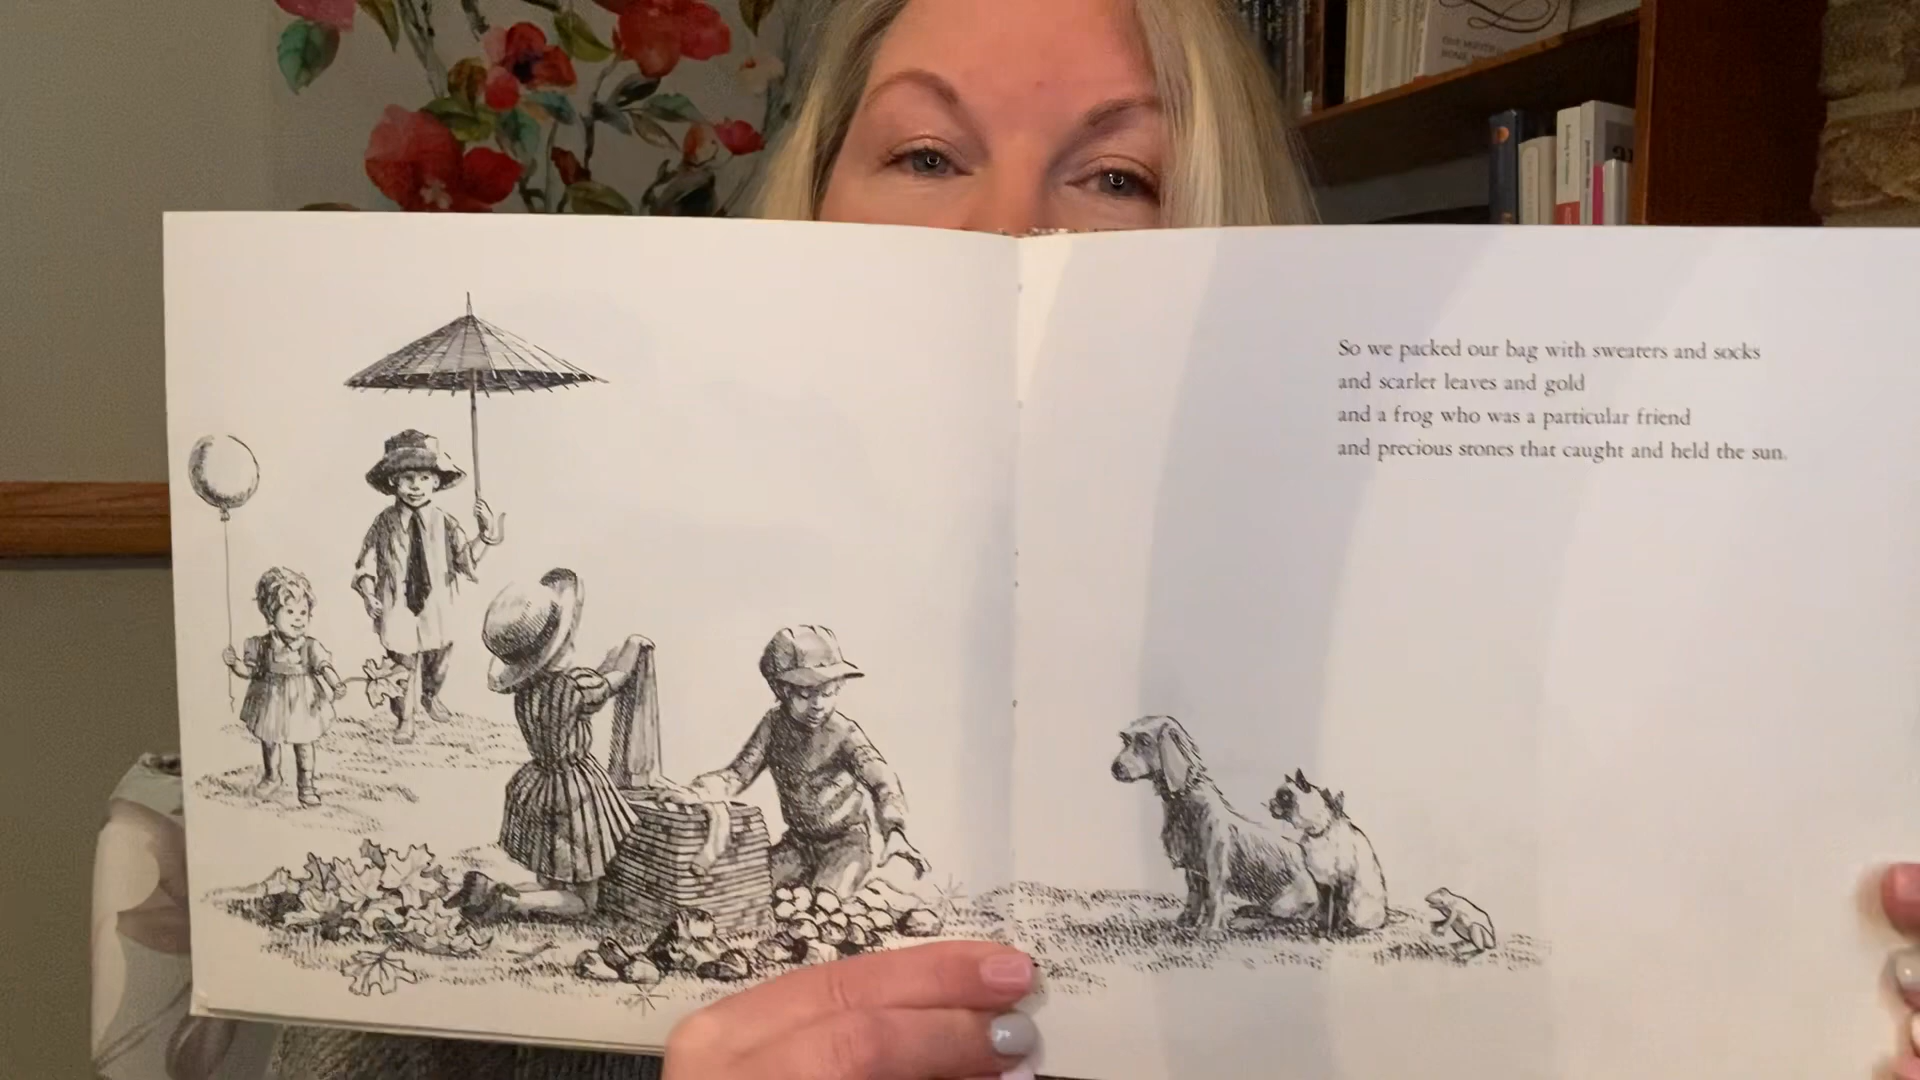 So we packed our bag with sweaters and socks
and scarlet leaves and gold
and a frog who was a particular friend
and precious stones that caught and held the sun.